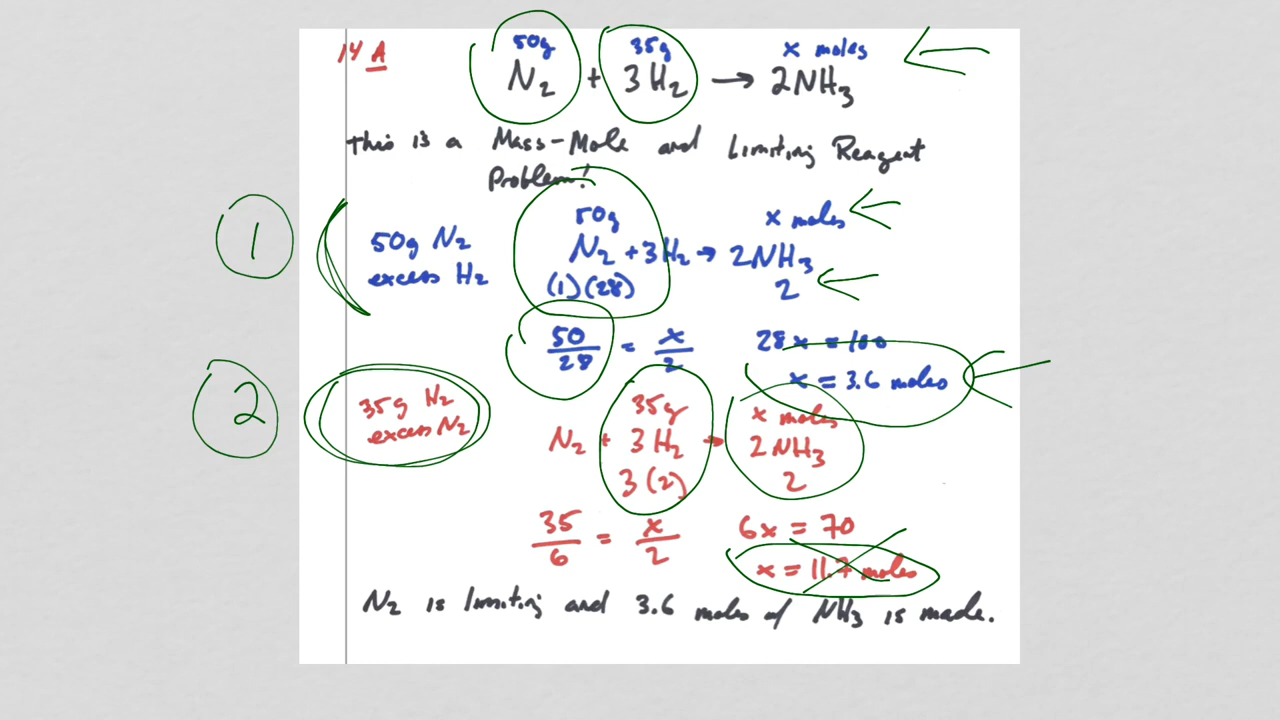 14 A
50g 35g x moles
N₂ + 3H₂ → 2NH₃
this is a Mass-Mole and Limiting Reagent
Problem!
1
50g x moles
50g N₂ N₂ + 3H₂ → 2NH₃
excess H₂ (1)(28) 2
50/28 = x/2 28x = 100
x = 3.6 moles
2
35g H₂ 35g x moles
excess N₂ N₂ + 3H₂ → 2NH₃
3(2) 2
35/6 = x/2 6x = 70
x = 11.7 moles
N₂ is limiting and 3.6 moles of NH₃ is made.